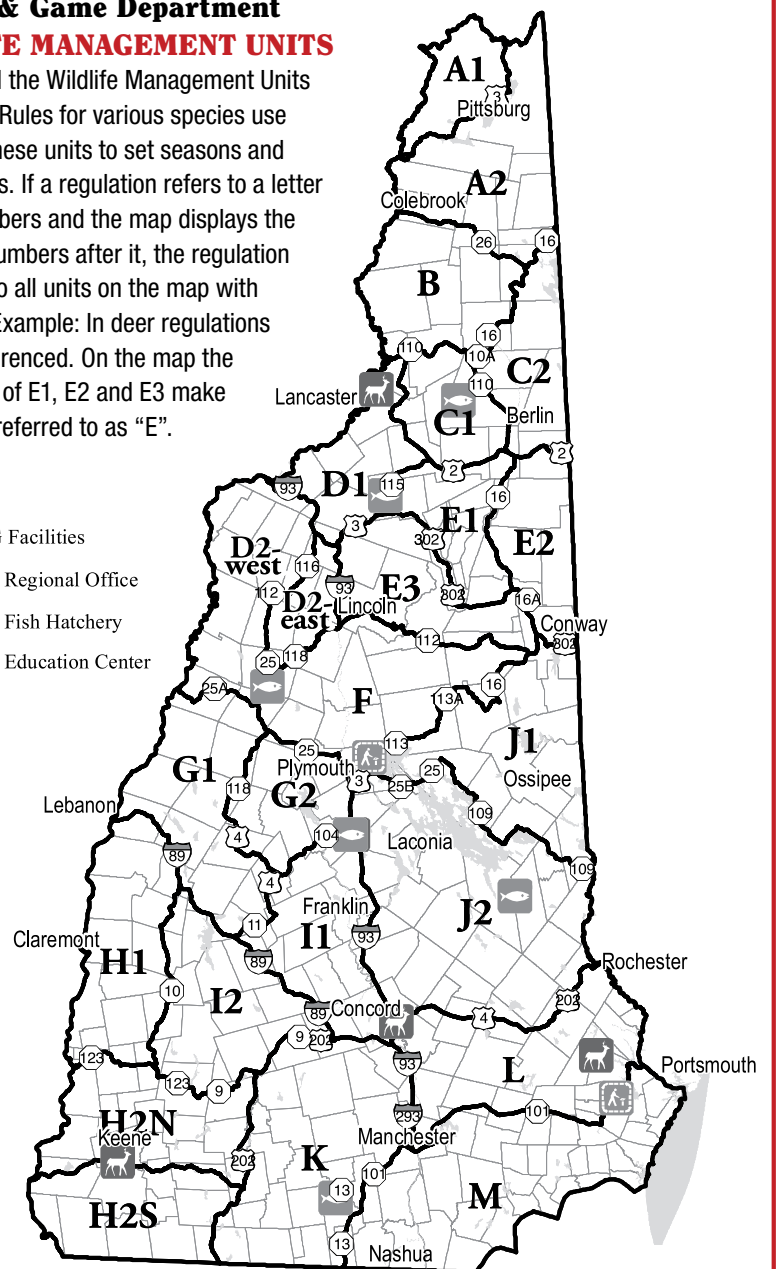 & Game Department
TE MANAGEMENT UNITS
the Wildlife Management Units
Rules for various species use
hese units to set seasons and
s. If a regulation refers to a letter
bers and the map displays the
umbers after it, the regulation
o all units on the map with
Example: In deer regulations
renced. On the map the
of E1, E2 and E3 make
referred to as “E”.
Facilities
Regional Office
Fish Hatchery
Education Center
A1
3
Pittsburg
A2
Colebrook
26
16
B
16
110
10A
C2
110
Lancaster
C1
Berlin
2
2
D1
115
93
16
3
E1
302
E2
D2-
west
116
93
E3
112
302
D2-
east
Lincoln
16A
Conway
302
112
118
25
25A
16
113A
F
113
J1
25
Plymouth
3
25
25B
Ossipee
G1
118
G2
109
Lebanon
4
104
Laconia
89
109
4
Franklin
J2
11
I1
93
Claremont
H1
89
Rochester
10
I2
202
89
Concord
4
9
202
123
93
L
Portsmouth
123
9
293
101
H2N
Manchester
Keene
202
K
101
13
M
H2S
13
Nashua